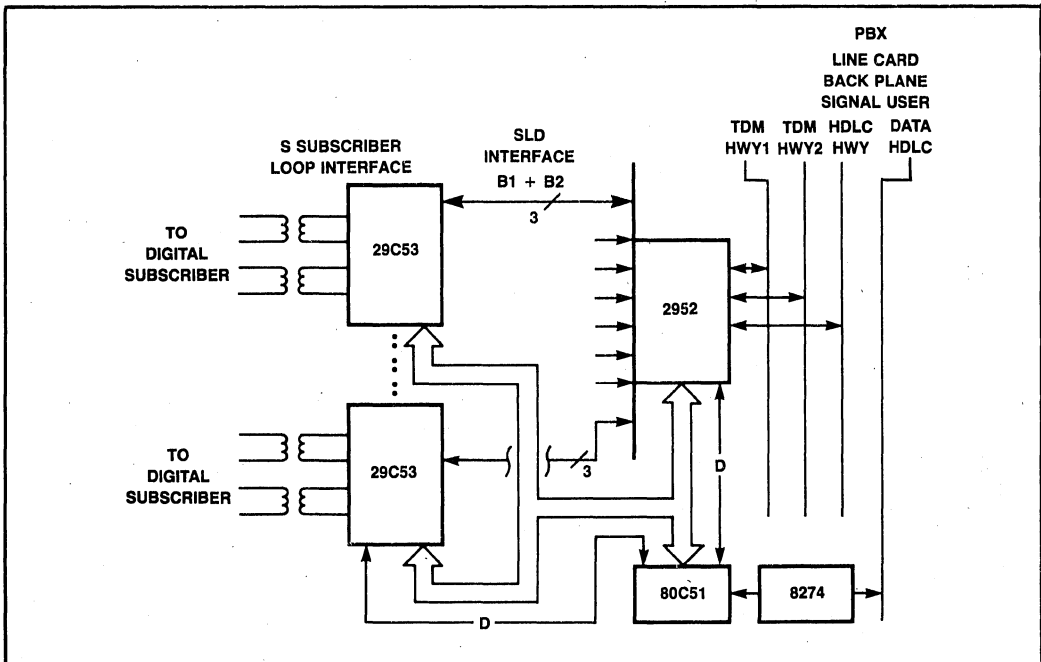 PBX
LINE CARD
BACK PLANE
SIGNAL USER
TDM TDM HDLC DATA
HWY1 HWY2 HWY HDLC
S SUBSCRIBER
LOOP INTERFACE
SLD
INTERFACE
B1 + B2
3
29C53
TO
DIGITAL
SUBSCRIBER
2952
29C53
TO
DIGITAL
SUBSCRIBER
3
D
80C51
8274
D